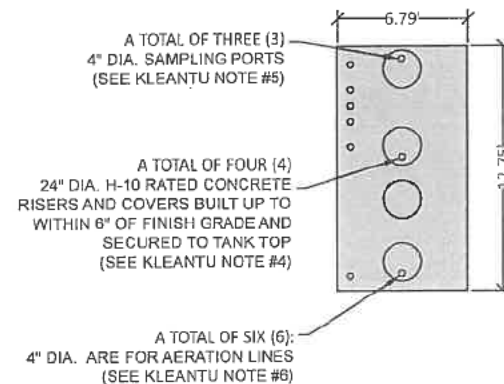 6.79'
A TOTAL OF THREE (3)
4" DIA. SAMPLING PORTS
(SEE KLEANTU NOTE #5)
A TOTAL OF FOUR (4)
24" DIA. H-10 RATED CONCRETE
RISERS AND COVERS BUILT UP TO
WITHIN 6" OF FINISH GRADE AND
SECURED TO TANK TOP
(SEE KLEANTU NOTE #4)
12.75'
A TOTAL OF SIX (6):
4" DIA. ARE FOR AERATION LINES
(SEE KLEANTU NOTE #6)